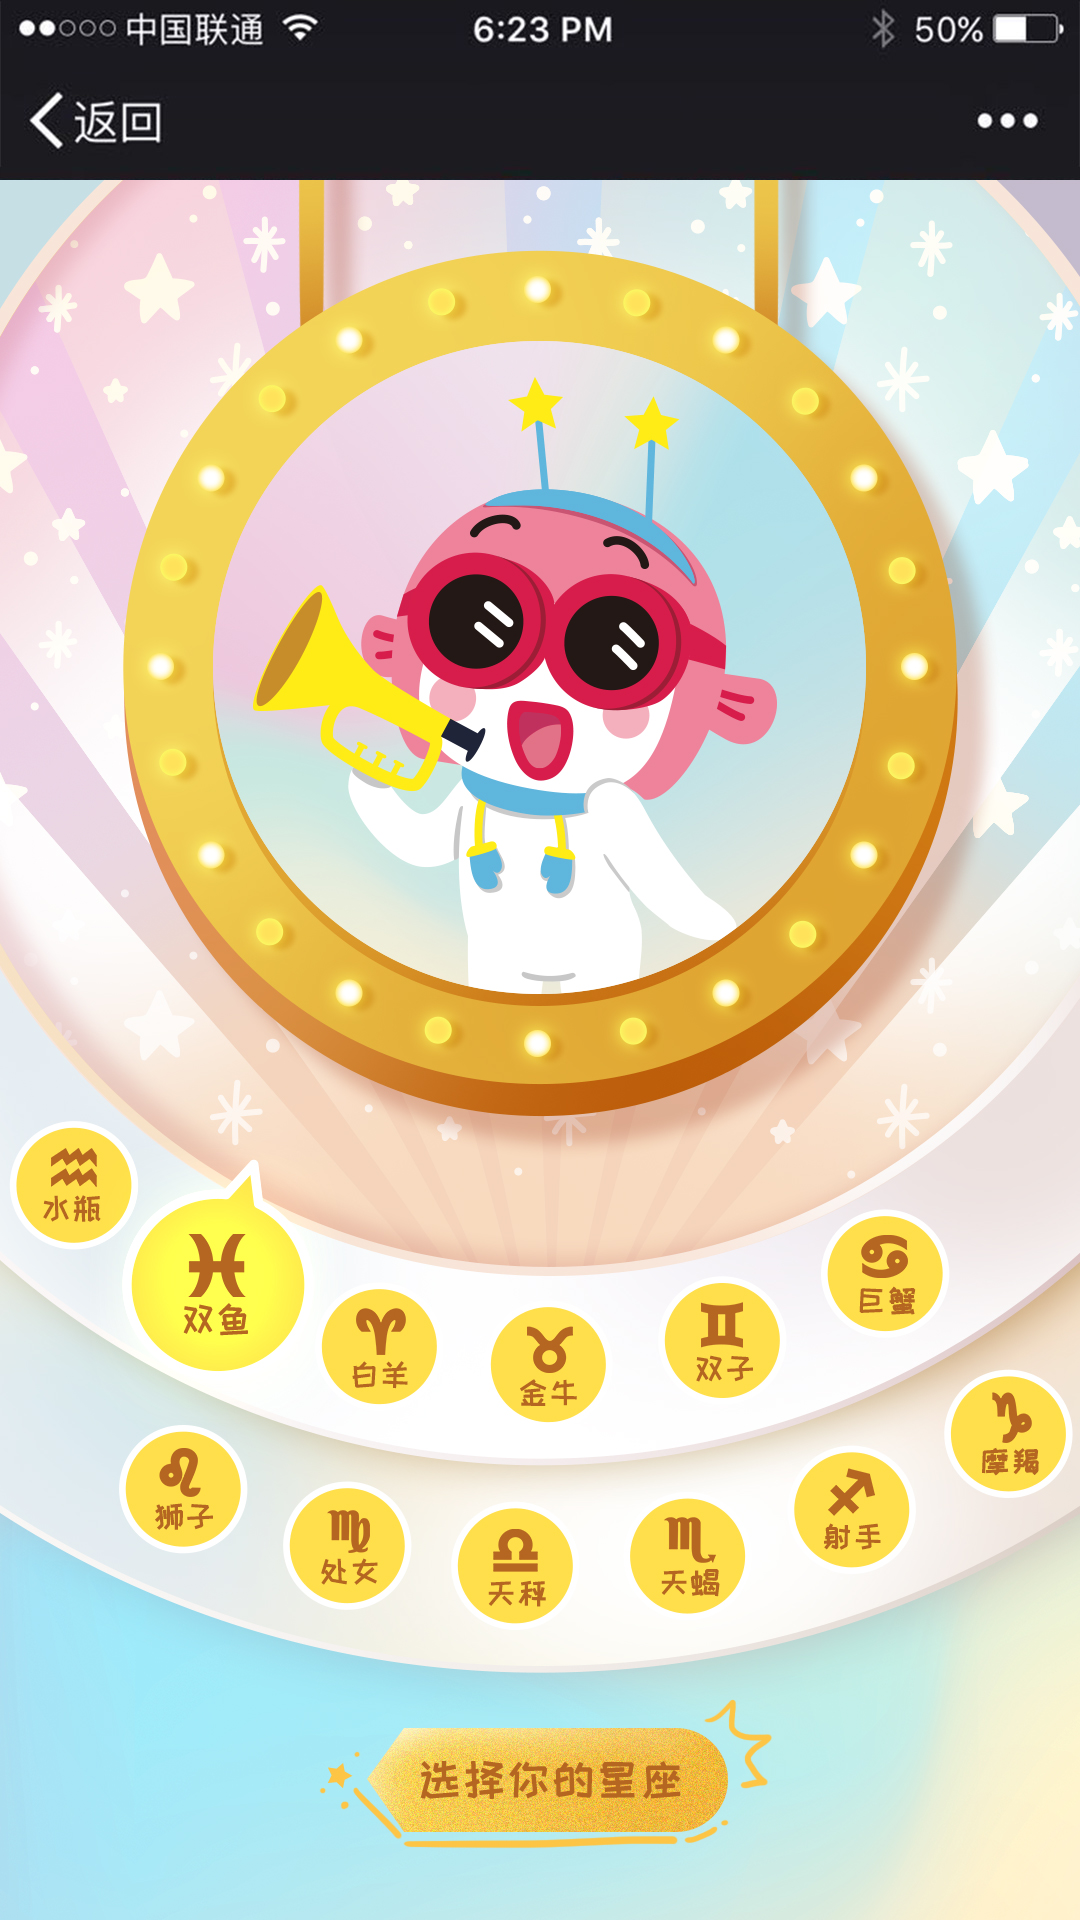 中国联通 6:23 PM 50%
返回
水瓶
双鱼
白羊
金牛
双子
巨蟹
狮子
处女
天秤
天蝎
射手
摩羯
选择你的星座